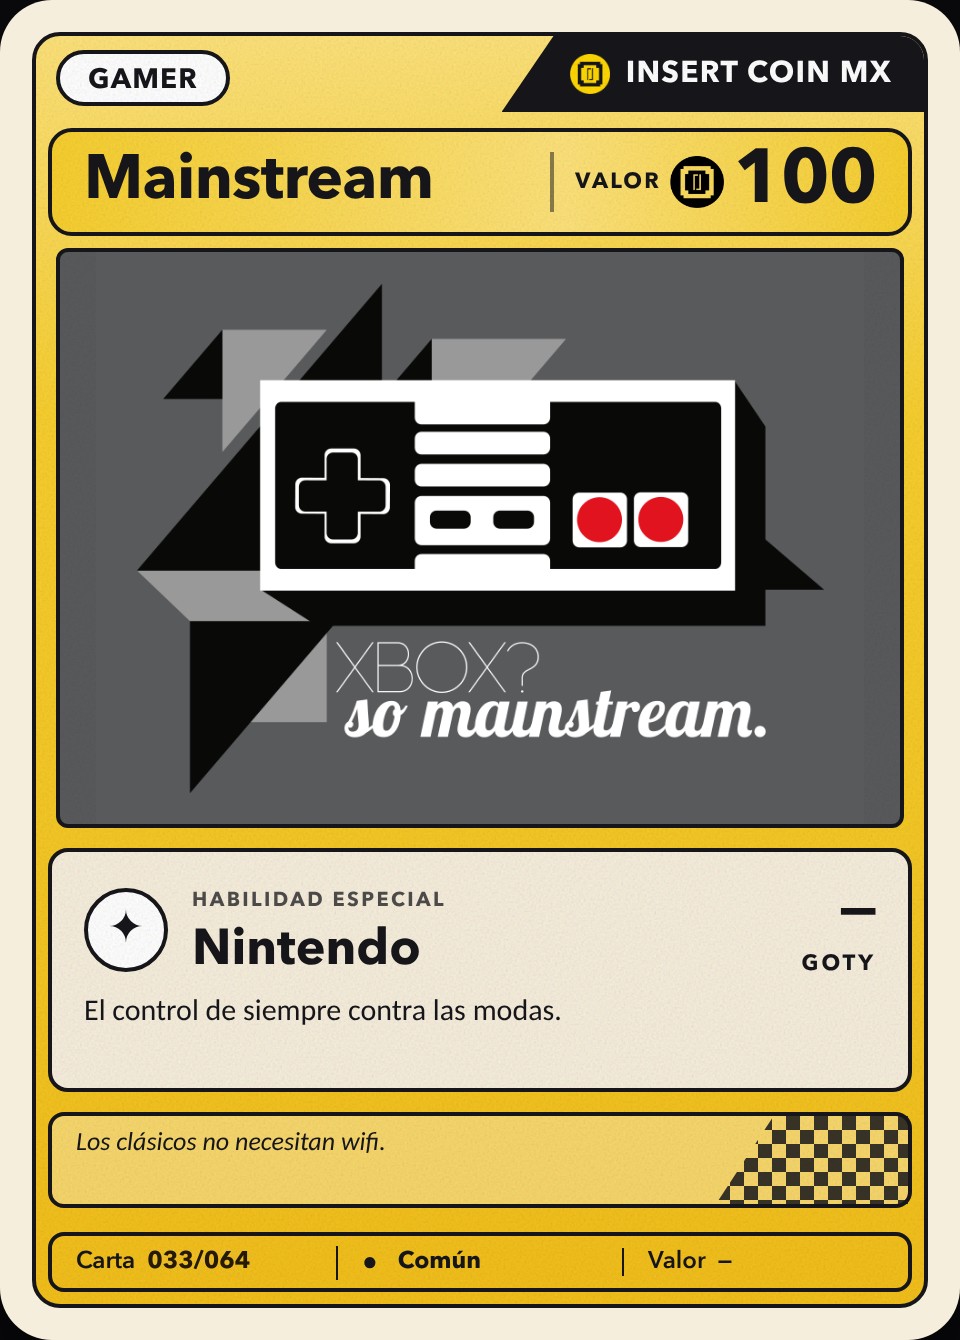 GAMER
INSERT COIN MX
Mainstream
VALOR 100
XBOX?
so mainstream.
HABILIDAD ESPECIAL
Nintendo
–
GOTY
El control de siempre contra las modas.
Los clásicos no necesitan wifi.
Carta 033/064
• Común
Valor –